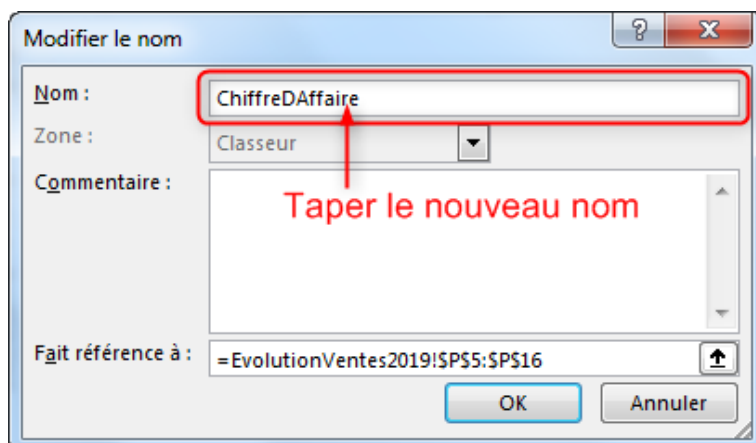 Modifier le nom
?
Nom : ChiffreDAffaire
Zone : Classeur
Commentaire :
Taper le nouveau nom
Fait référence à : =EvolutionVentes2019!$P$5:$P$16
OK Annuler